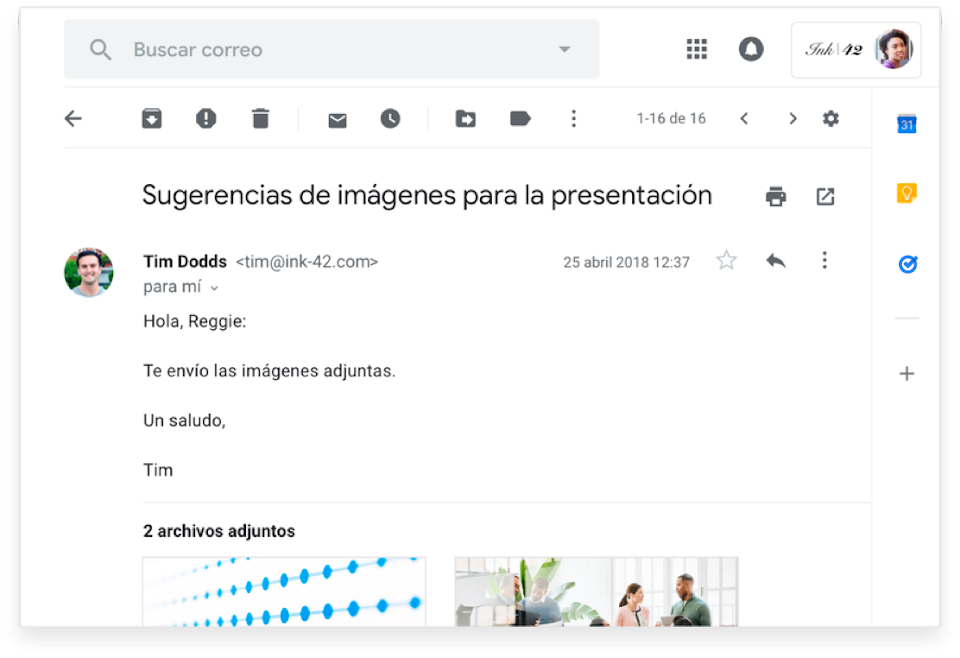 Buscar correo
Ink 42
1-16 de 16
31
Sugerencias de imágenes para la presentación
Tim Dodds <tim@ink-42.com> 25 abril 2018 12:37
para mí
Hola, Reggie:
Te envío las imágenes adjuntas.
Un saludo,
Tim
2 archivos adjuntos